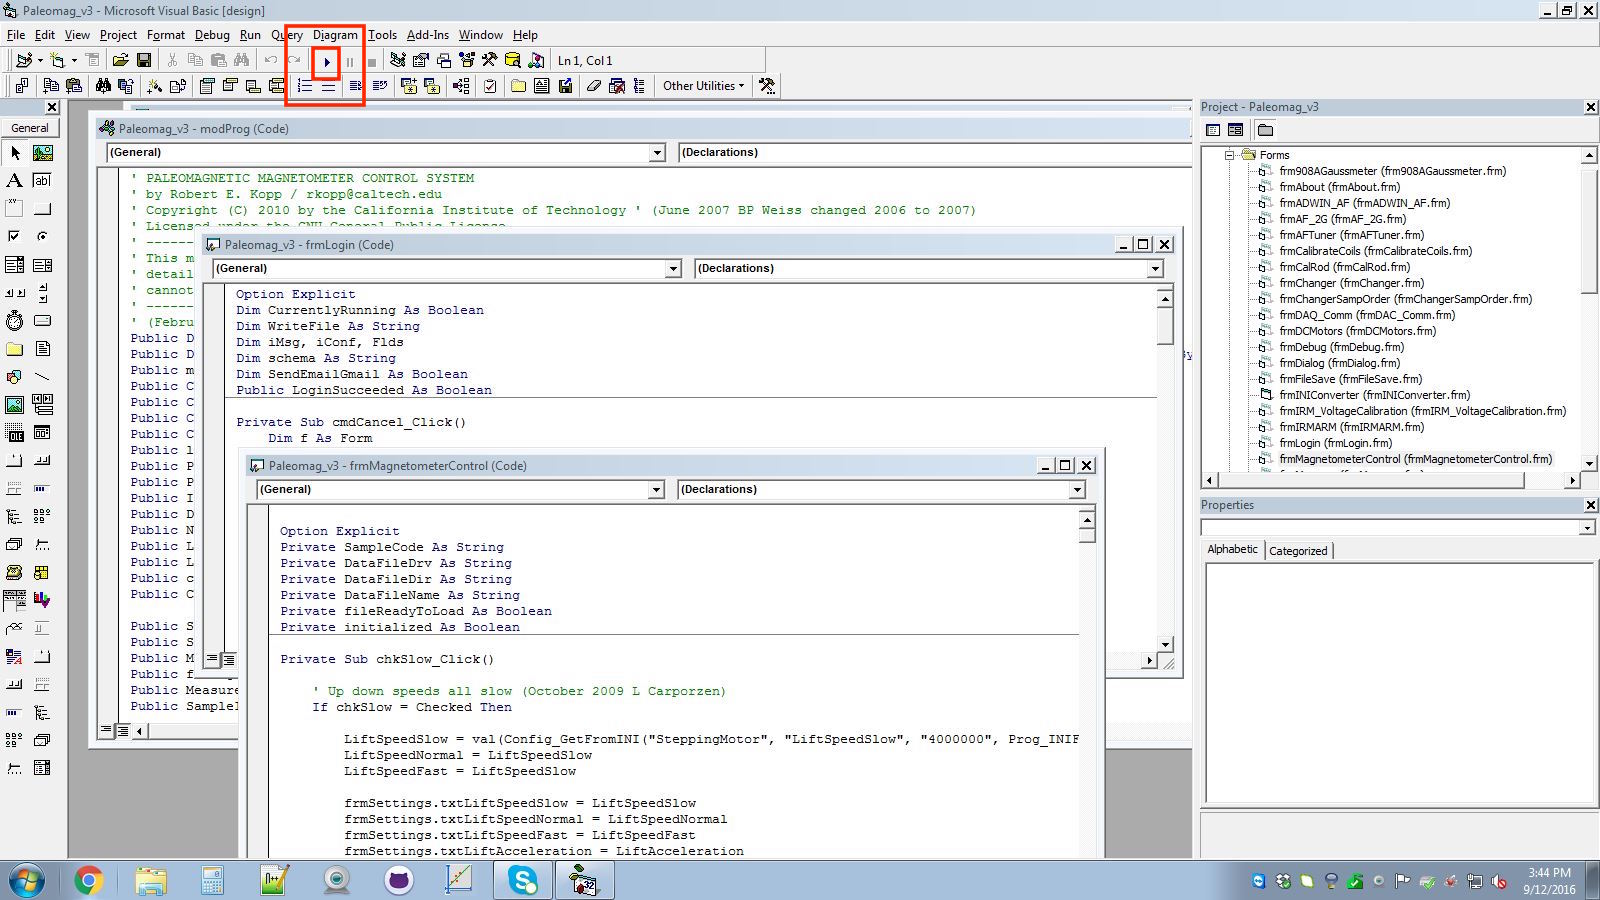 Paleomag_v3 - Microsoft Visual Basic [design]
File Edit View Project Format Debug Run Query Diagram Tools Add-Ins Window Help
Ln 1, Col 1
Other Utilities
General
Paleomag_v3 - modProg (Code)
(General) (Declarations)
' PALEOMAGNETIC MAGNETOMETER CONTROL SYSTEM
' by Robert E. Kopp / rkopp@caltech.edu
' Copyright (C) 2010 by the California Institute of Technology ' (June 2007 BP Weiss changed 2006 to 2007)
' Licensed under the GNU General Public License
' ------
' This m
' detail
' cannot
' ------
' (Febru
Public D
Public D
Public m
Public C
Public C
Public C
Public C
Public l
Public P
Public P
Public I
Public D
Public N
Public L
Public L
Public c
Public C
Public S
Public S
Public M
Public f
Public Measure
Public Sample
Paleomag_v3 - frmLogin (Code)
(General) (Declarations)
Option Explicit
Dim CurrentlyRunning As Boolean
Dim WriteFile As String
Dim iMsg, iConf, Flds
Dim schema As String
Dim SendEmailGmail As Boolean
Public LoginSucceeded As Boolean
Private Sub cmdCancel_Click()
Dim f As Form
Paleomag_v3 - frmMagnetometerControl (Code)
(General) (Declarations)
Option Explicit
Private SampleCode As String
Private DataFileDrv As String
Private DataFileDir As String
Private DataFileName As String
Private fileReadyToLoad As Boolean
Private initialized As Boolean
Private Sub chkSlow_Click()
' Up down speeds all slow (October 2009 L Carporzen)
If chkSlow = Checked Then
LiftSpeedSlow = val(Config_GetFromINI("SteppingMotor", "LiftSpeedSlow", "4000000", Prog_INIF
LiftSpeedNormal = LiftSpeedSlow
LiftSpeedFast = LiftSpeedSlow
frmSettings.txtLiftSpeedSlow = LiftSpeedSlow
frmSettings.txtLiftSpeedNormal = LiftSpeedNormal
frmSettings.txtLiftSpeedFast = LiftSpeedFast
frmSettings.txtLiftAcceleration = LiftAcceleration
Project - Paleomag_v3
Forms
frm908AGaussmeter (frm908AGaussmeter.frm)
frmAbout (frmAbout.frm)
frmADWIN_AF (frmADWIN_AF.frm)
frmAF_2G (frmAF_2G.frm)
frmAFTuner (frmAFTuner.frm)
frmCalibrateCoils (frmCalibrateCoils.frm)
frmCalRod (frmCalRod.frm)
frmChanger (frmChanger.frm)
frmChangerSampOrder (frmChangerSampOrder.frm)
frmDAQ_Comm (frmDAC_Comm.frm)
frmDCMotors (frmDCMotors.frm)
frmDebug (frmDebug.frm)
frmDialog (frmDialog.frm)
frmFileSave (frmFileSave.frm)
frmINIConverter (frmINIConverter.frm)
frmIRM_VoltageCalibration (frmIRM_VoltageCalibration.frm)
frmIRMARM (frmIRMARM.frm)
frmLogin (frmLogin.frm)
frmMagnetometerControl (frmMagnetometerControl.frm)
Properties
Alphabetic Categorized
3:44 PM
9/12/2016